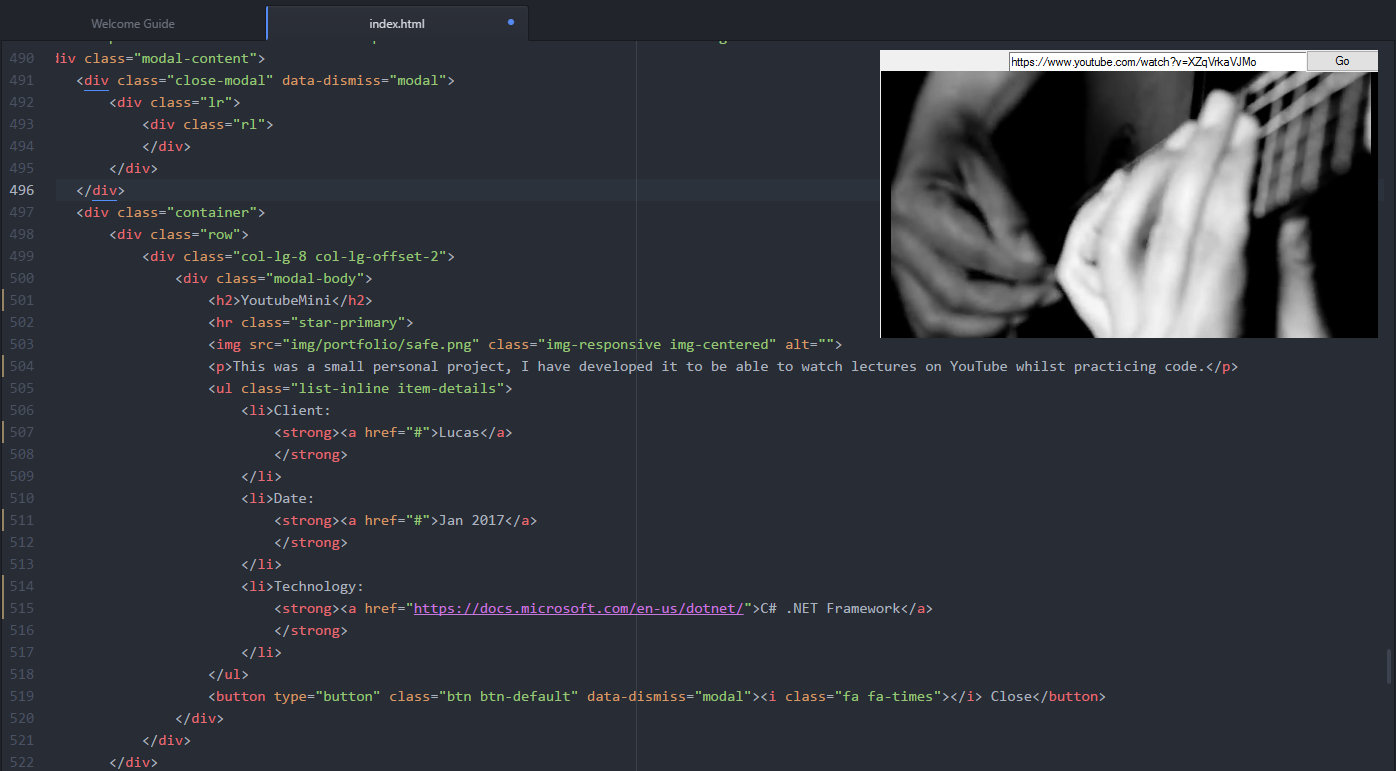 Welcome Guide
index.html
490 div class="modal-content">
491 <div class="close-modal" data-dismiss="modal">
492 <div class="lr">
493 <div class="rl">
494 </div>
495 </div>
496 </div>
497 <div class="container">
498 <div class="row">
499 <div class="col-lg-8 col-lg-offset-2">
500 <div class="modal-body">
501 <h2>YoutubeMini</h2>
502 <hr class="star-primary">
503 <img src="img/portfolio/safe.png" class="img-responsive img-centered" alt="">
504 <p>This was a small personal project, I have developed it to be able to watch lectures on YouTube whilst practicing code.</p>
505 <ul class="list-inline item-details">
506 <li>Client:
507 <strong><a href="#">Lucas</a>
508 </strong>
509 </li>
510 <li>Date:
511 <strong><a href="#">Jan 2017</a>
512 </strong>
513 </li>
514 <li>Technology:
515 <strong><a href="https://docs.microsoft.com/en-us/dotnet/">C# .NET Framework</a>
516 </strong>
517 </li>
518 </ul>
519 <button type="button" class="btn btn-default" data-dismiss="modal"><i class="fa fa-times"></i> Close</button>
520 </div>
521 </div>
522 </div>
https://www.youtube.com/watch?v=XZqVrkaVJMo
Go